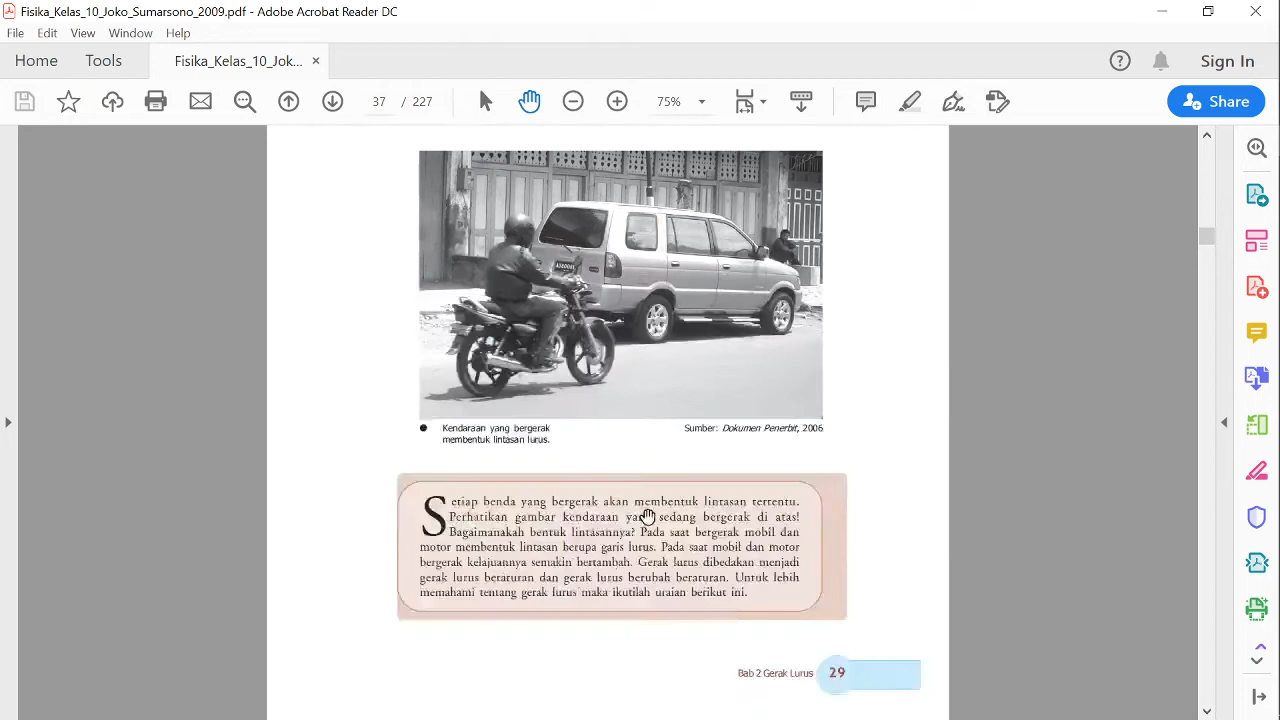 Fisika_Kelas_10_Joko_Sumarsono_2009.pdf - Adobe Acrobat Reader DC
File Edit View Window Help
Home Tools Fisika_Kelas_10_Jok... × Sign In
37 / 227 75% Share
● Kendaraan yang bergerak
membentuk lintasan lurus.
Sumber: Dokumen Penerbit, 2006
Setiap benda yang bergerak akan membentuk lintasan tertentu.
Perhatikan gambar kendaraan yang sedang bergerak di atas!
Bagaimanakah bentuk lintasannya? Pada saat bergerak mobil dan
motor membentuk lintasan berupa garis lurus. Pada saat mobil dan motor
bergerak kelajuannya semakin bertambah. Gerak lurus dibedakan menjadi
gerak lurus beraturan dan gerak lurus berubah beraturan. Untuk lebih
memahami tentang gerak lurus maka ikutilah uraian berikut ini.
Bab 2 Gerak Lurus 29